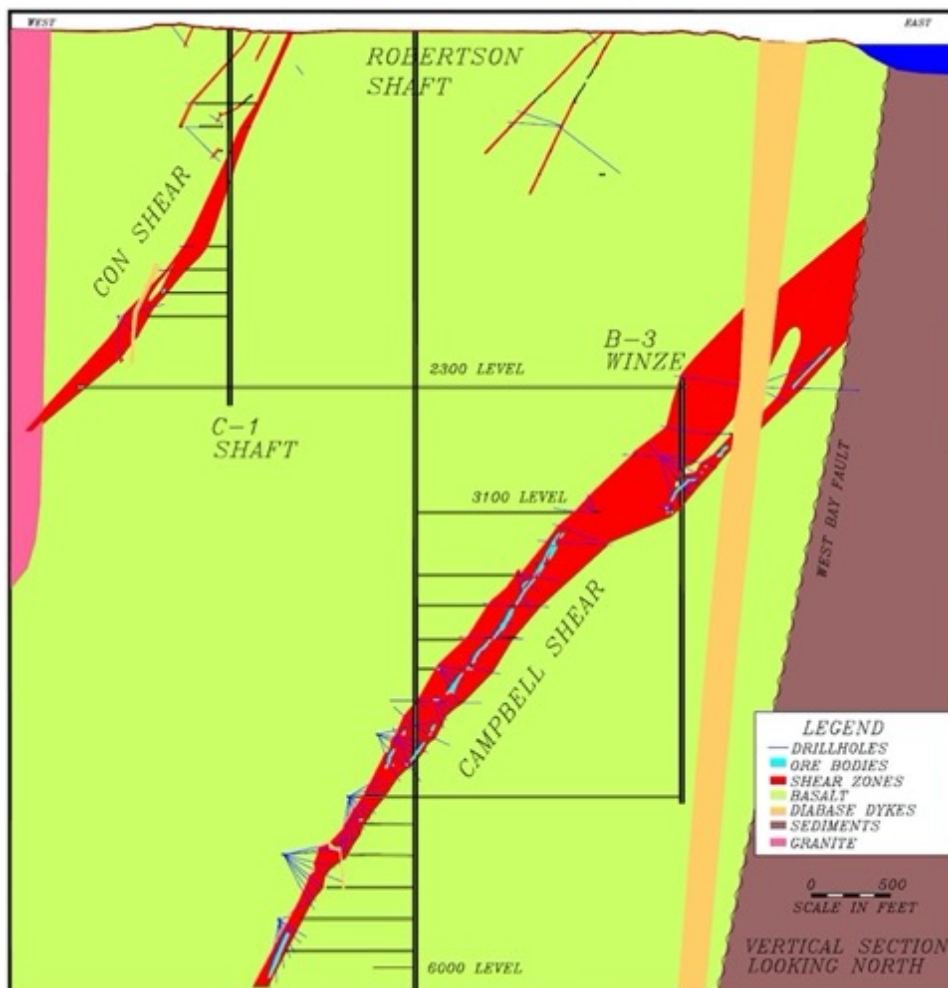 WEST
EAST
ROBERTSON
SHAFT
CON SHEAR
B-3
WINZE
2300 LEVEL
C-1
SHAFT
3100 LEVEL
WEST BAY FAULT
CAMPBELL SHEAR
LEGEND
DRILLHOLES
ORE BODIES
SHEAR ZONES
BASALT
DIABASE DYKES
SEDIMENTS
GRANITE
0 500
SCALE IN FEET
VERTICAL SECTION
LOOKING NORTH
6000 LEVEL